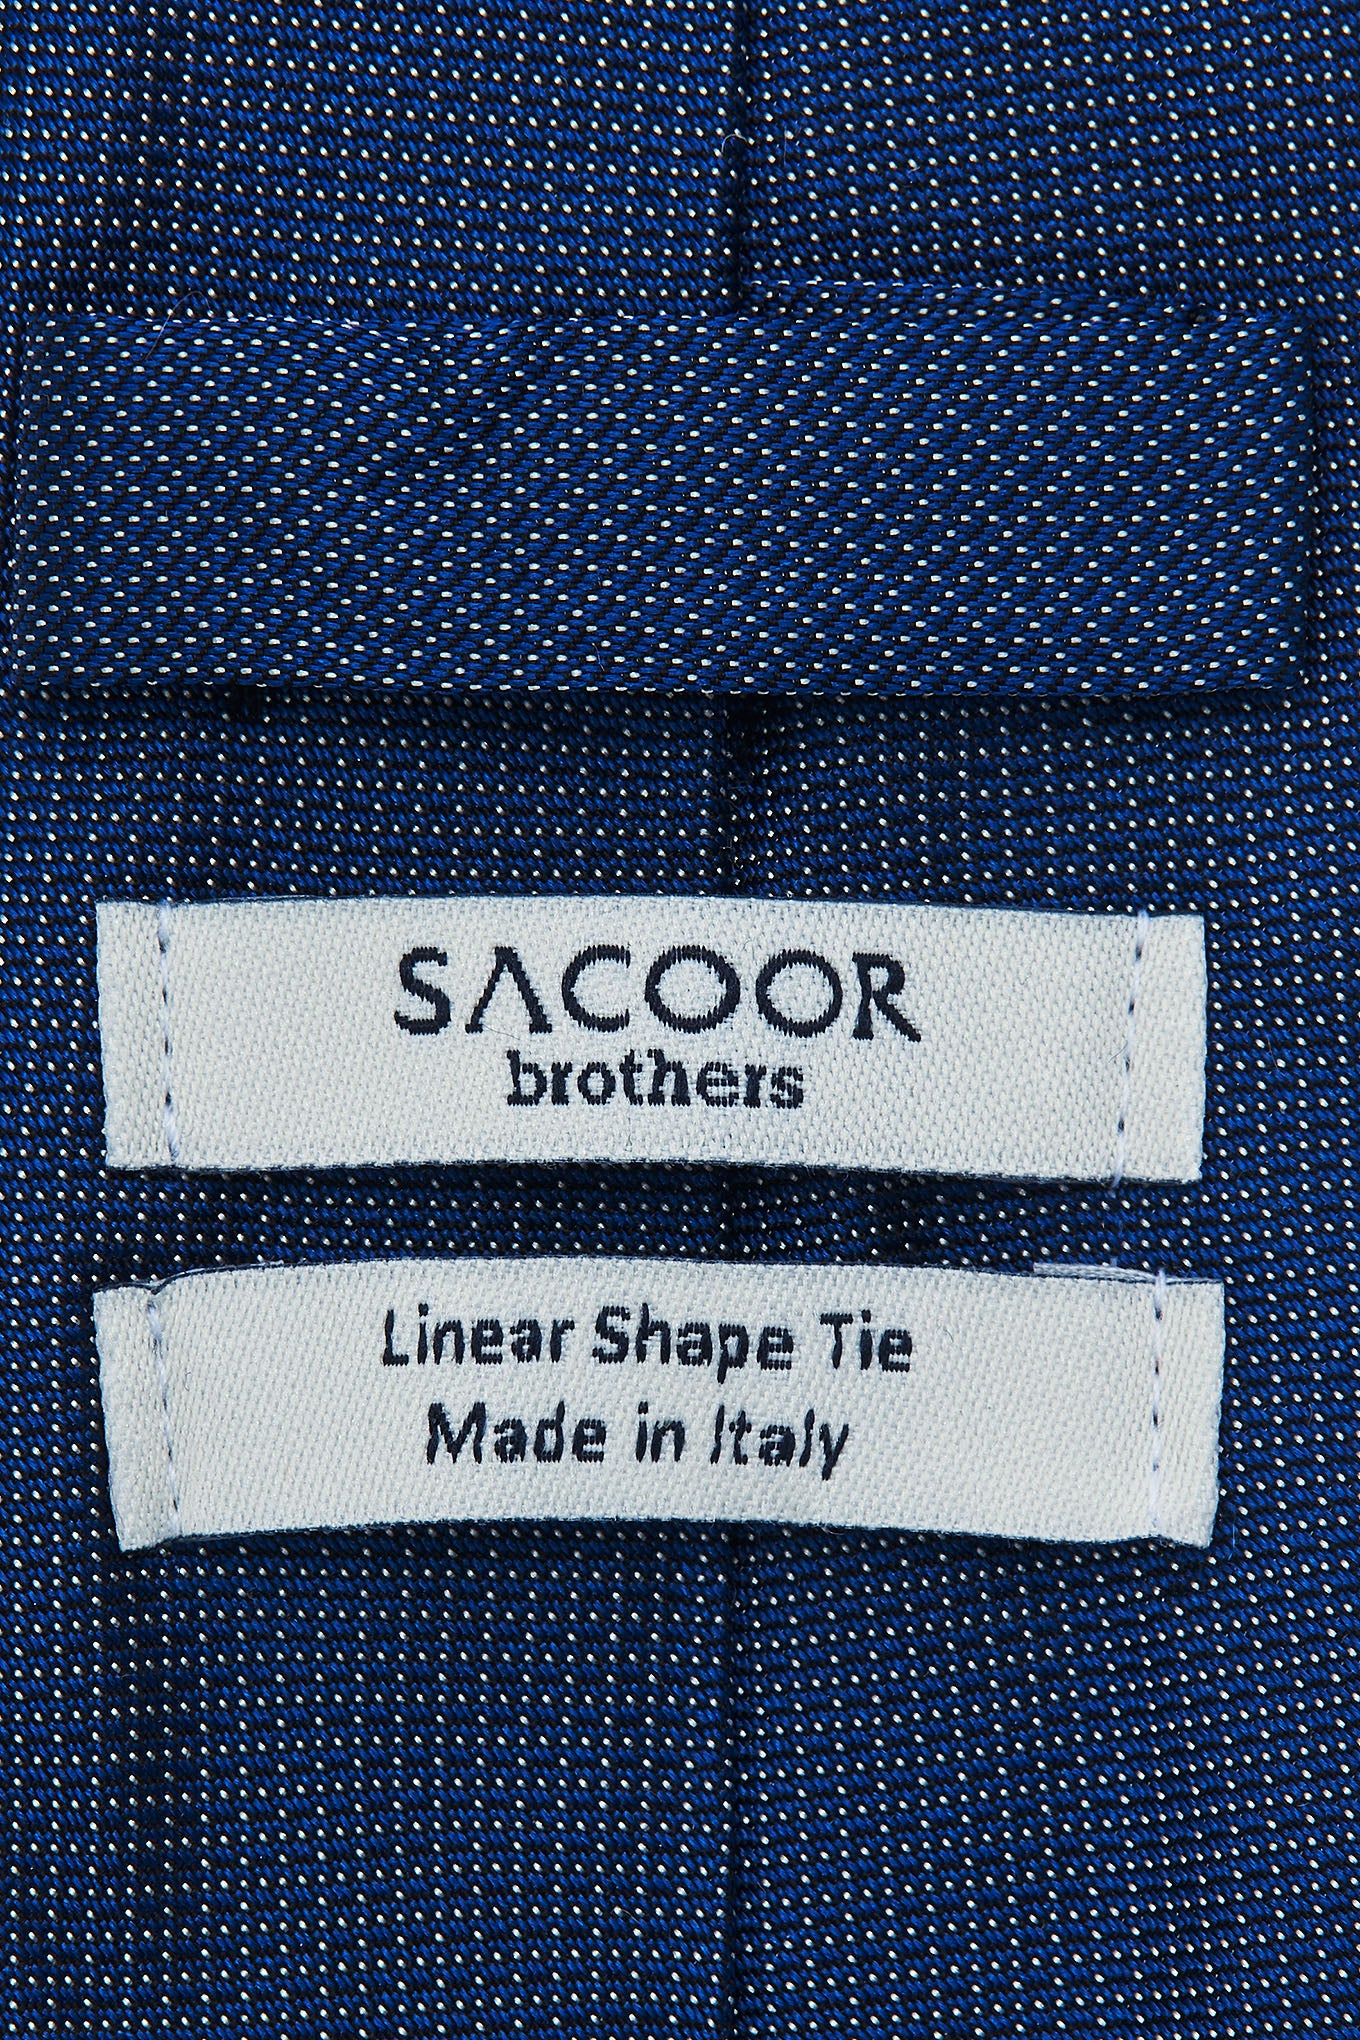 SACOOR
brothers
Linear Shape Tie
Made in Italy